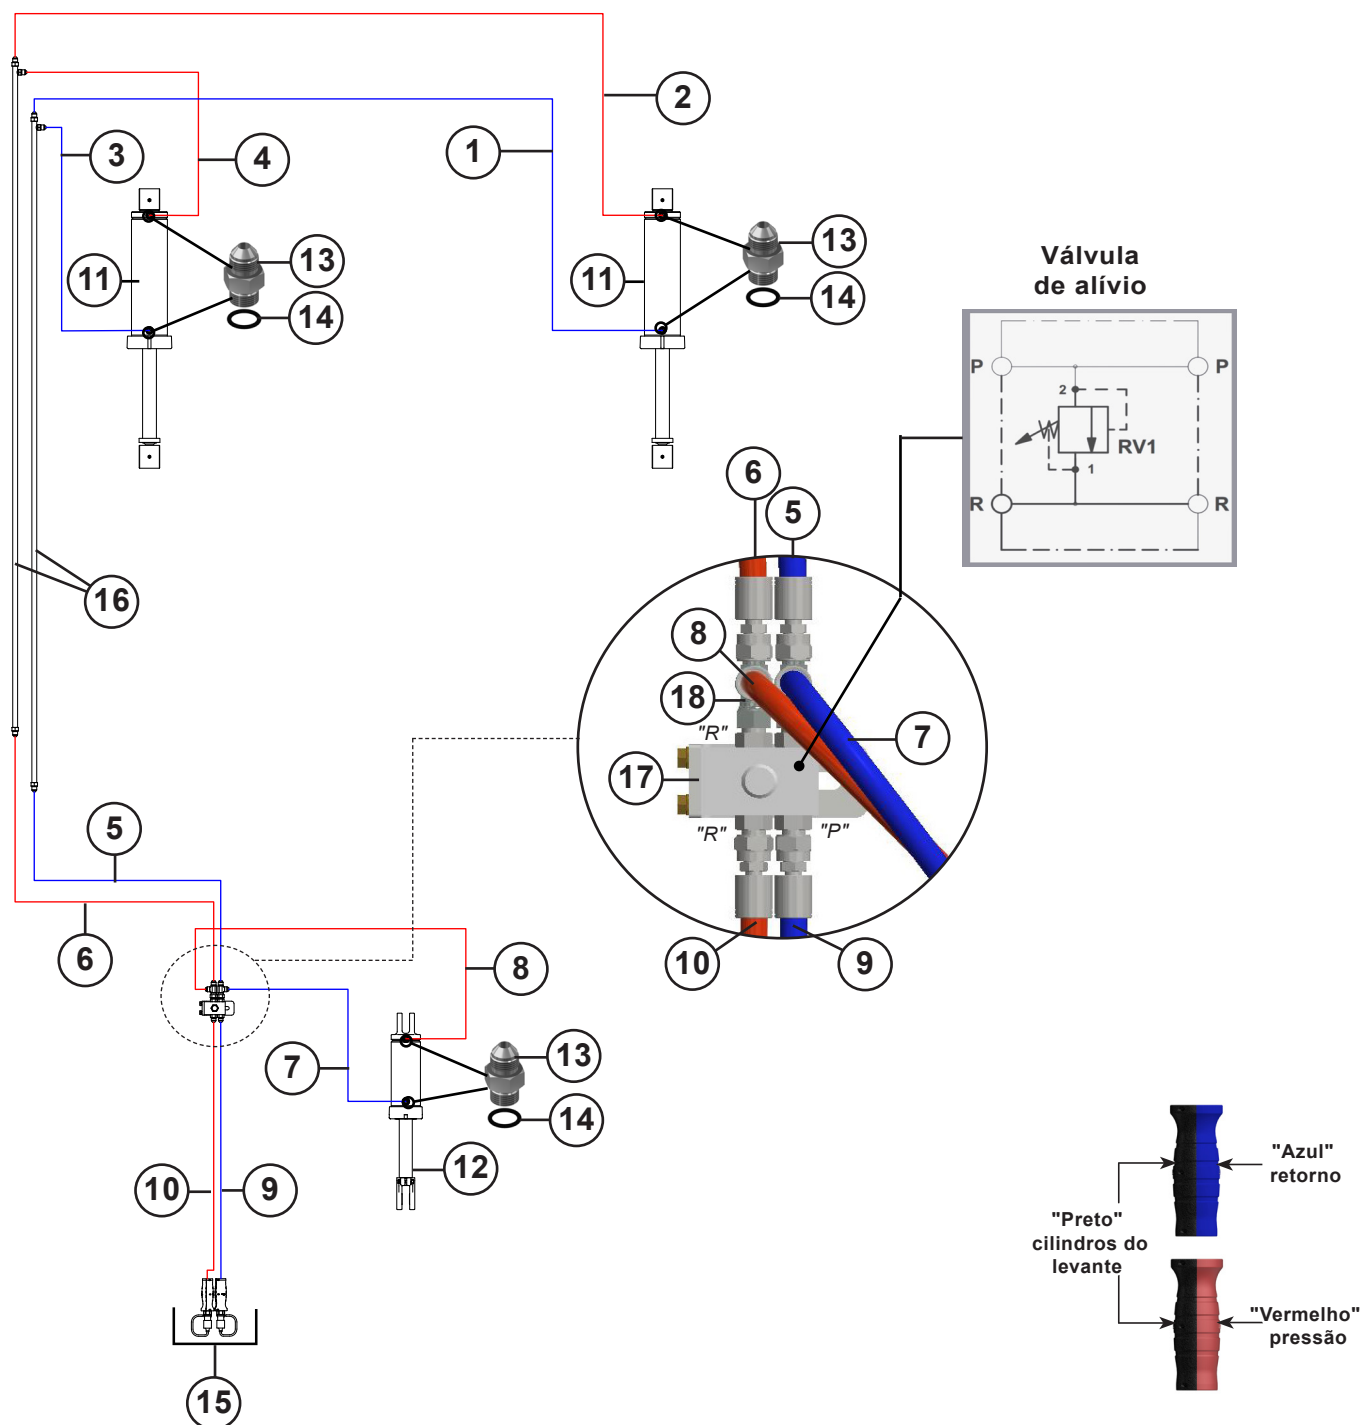 2
3
4
1
13
11
14
13
11
14
Válvula
de alívio
P
P
2
RV1
1
R
R
6
5
16
8
18
"R"
7
17
"R"
"P"
5
10
9
6
8
7
13
14
12
10
9
15
"Azul"
retorno
"Preto"
cilindros do
levante
"Vermelho"
pressão